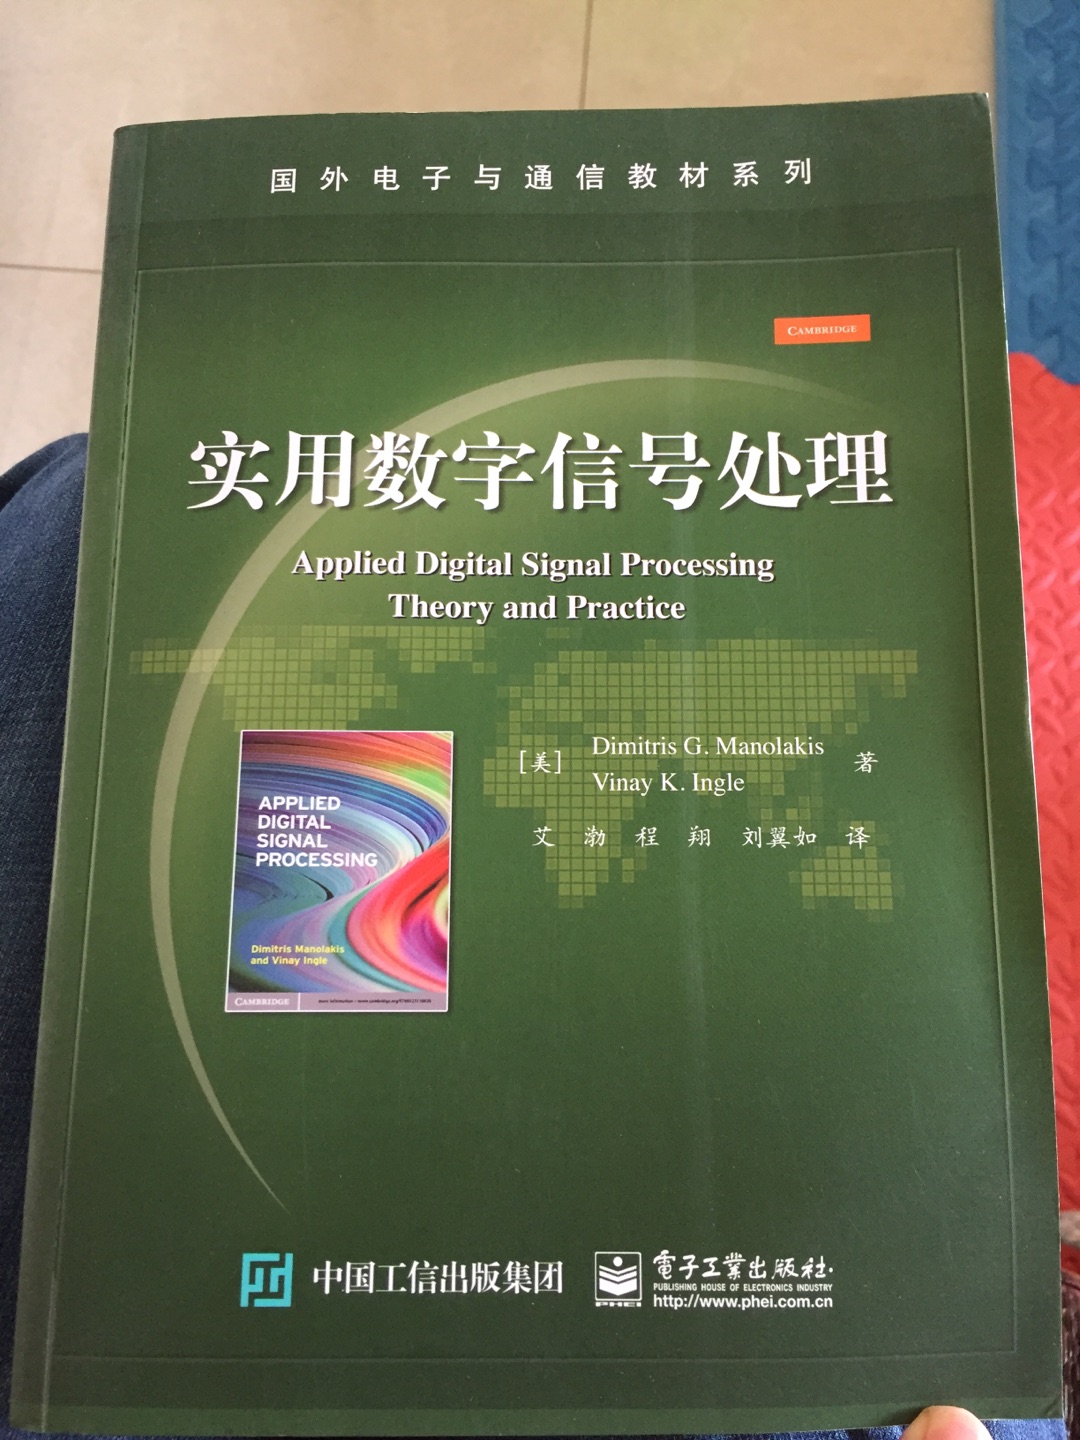 国外电子与通信教材系列
CAMBRIDGE
实用数字信号处理
Applied Digital Signal Processing
Theory and Practice
[美] Dimitris G. Manolakis
Vinay K. Ingle 著
艾渤 程翔 刘翼如 译
APPLIED
DIGITAL
SIGNAL
PROCESSING
Dimitris Manolakis
and Vinay Ingle
CAMBRIDGE
中国工信出版集团
PHEI
電子工業出版社.
PUBLISHING HOUSE OF ELECTRONICS INDUSTRY
http://www.phei.com.cn